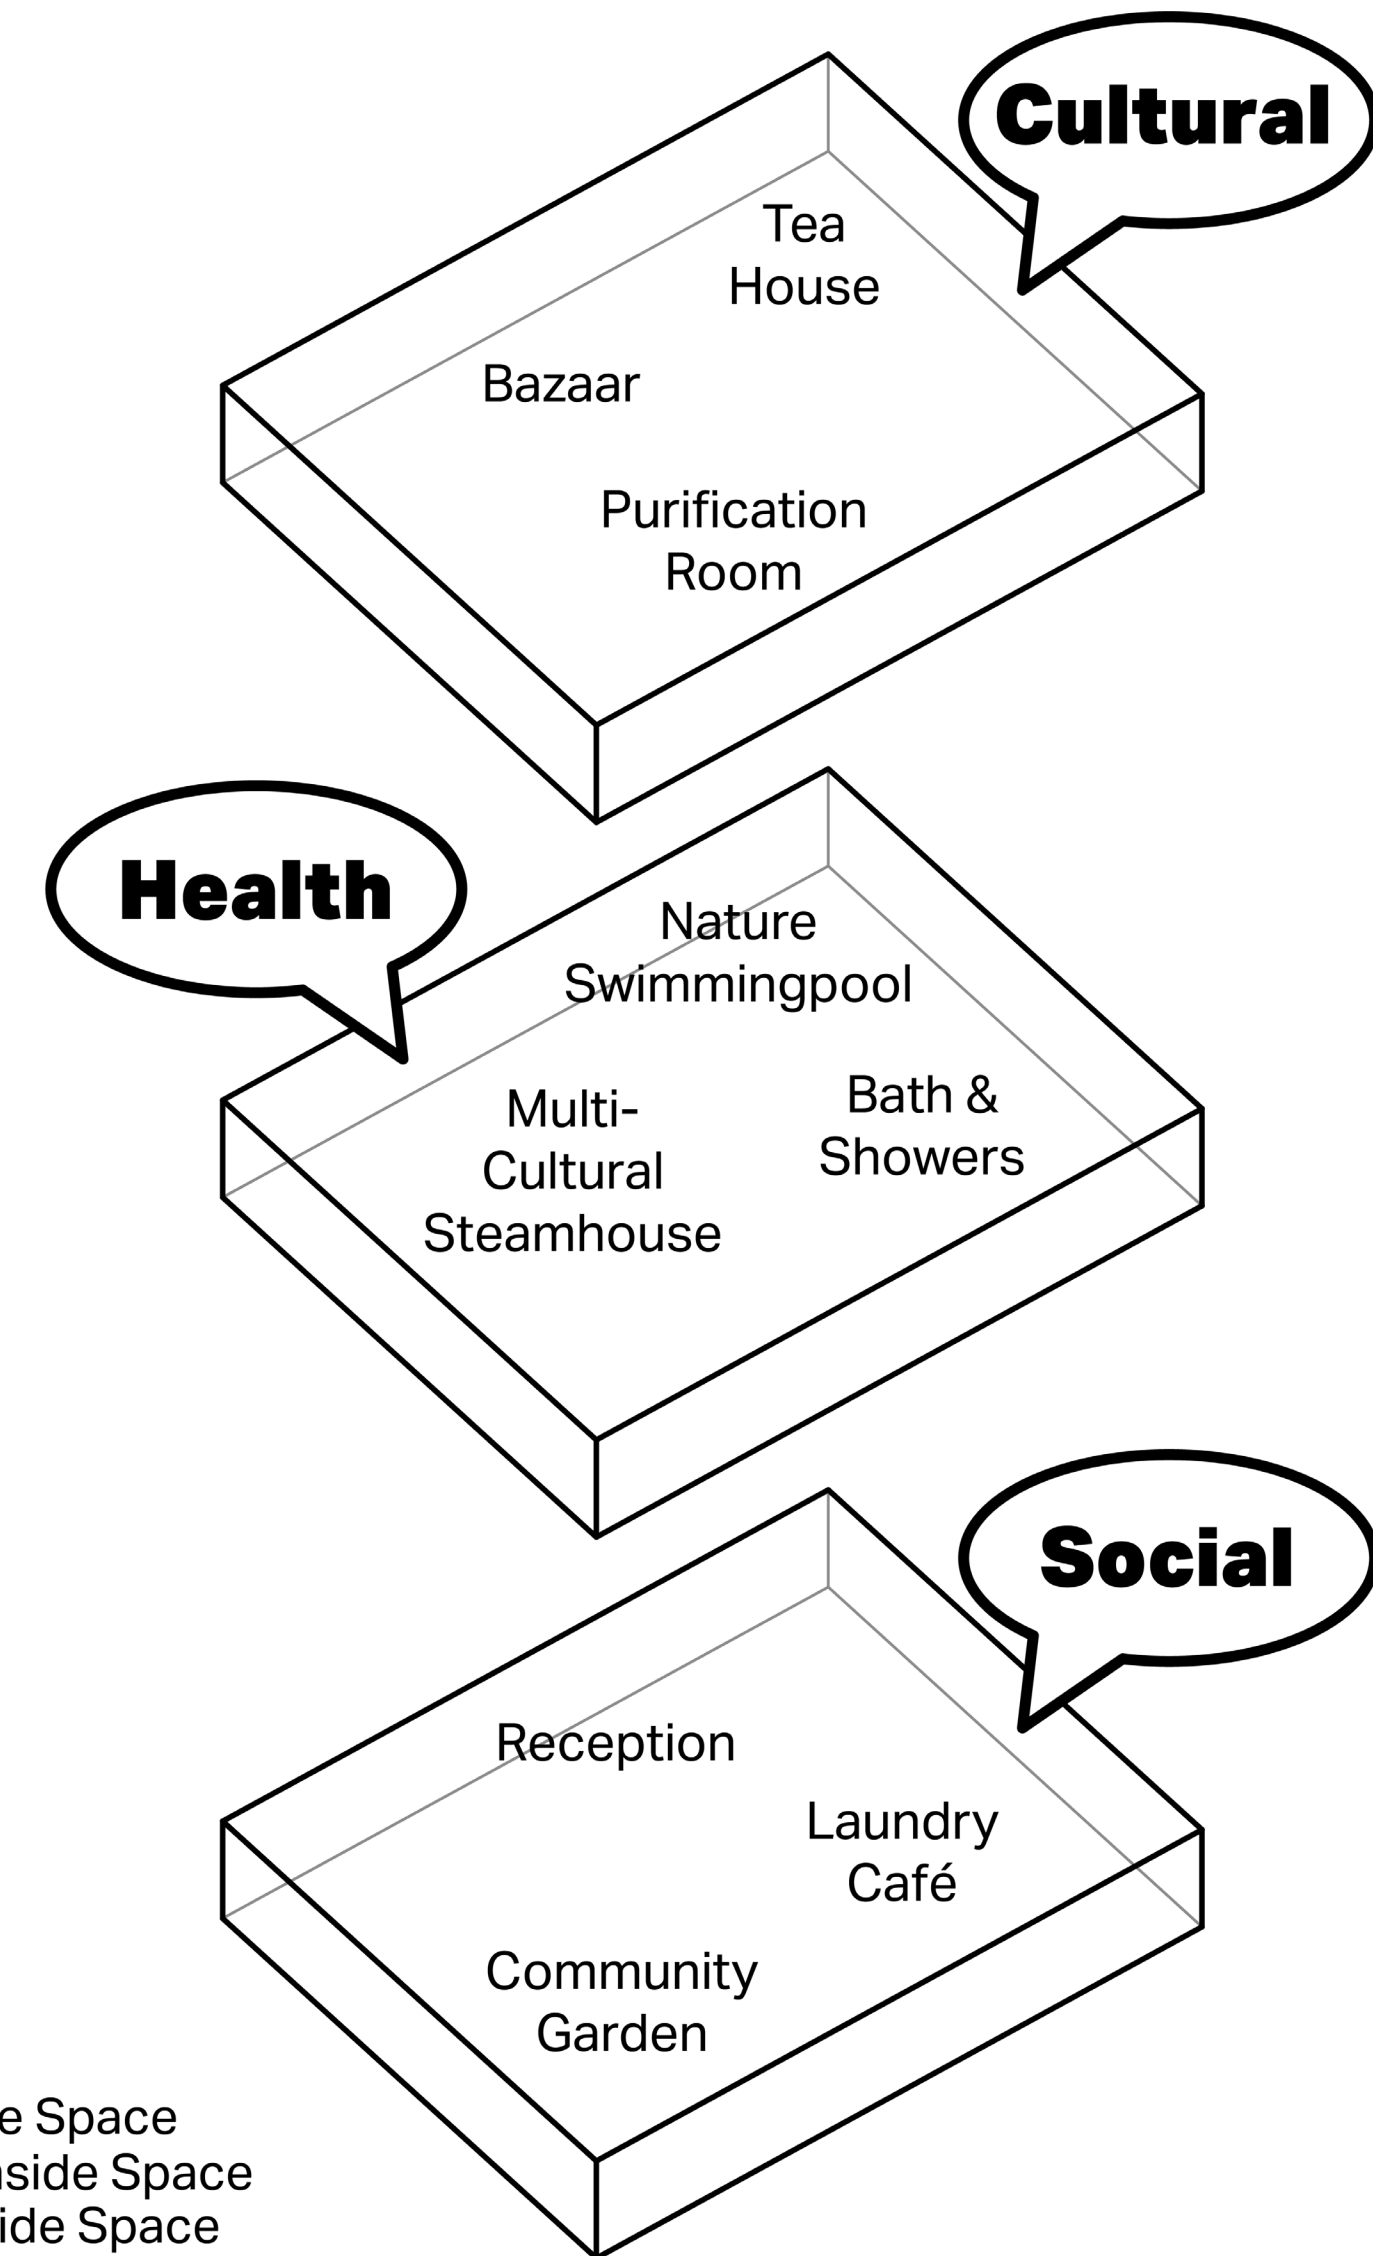 Cultural
Tea
House
Bazaar
Purification
Room
Health
Nature
Swimmingpool
Multi-
Cultural
Steamhouse
Bath &
Showers
Social
Reception
Laundry
Café
Community
Garden
Space
Space
Space